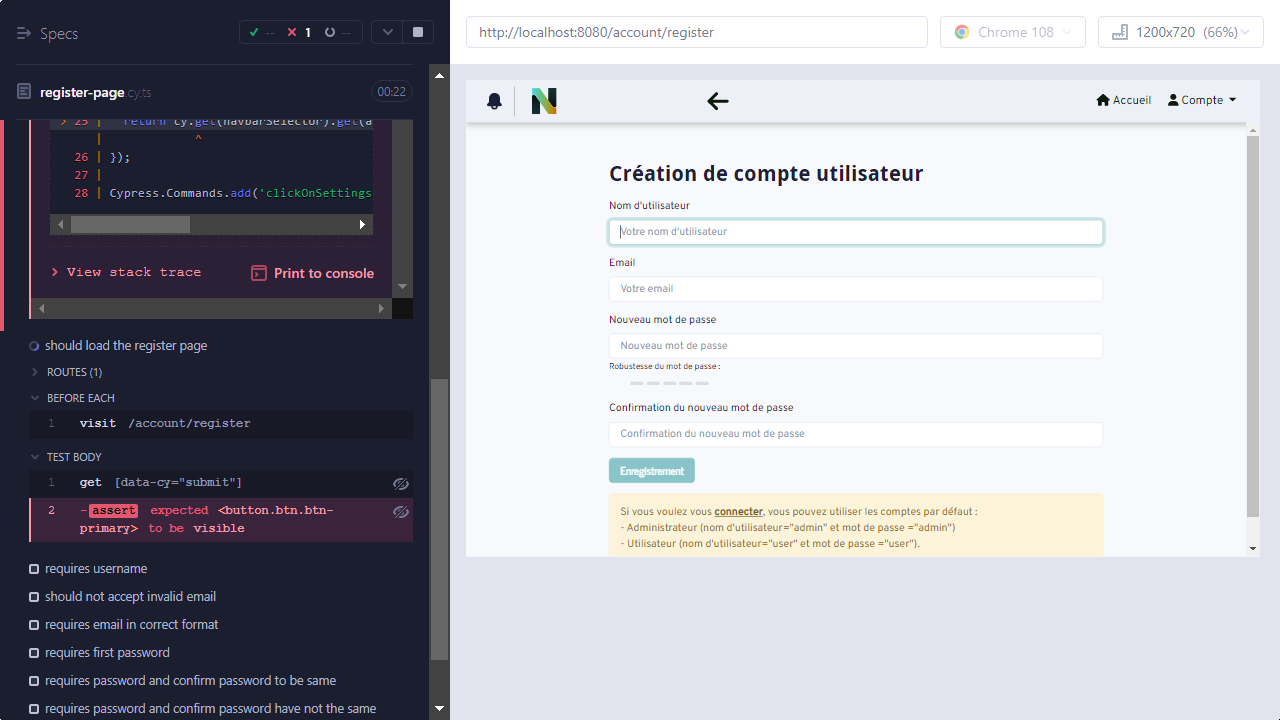 Specs
-- 1 --
register-page.cy.ts
00:22
> 25 | return cy.get(navbarSelector).get(a
| ^
26 | });
27 |
28 | Cypress.Commands.add('clickOnSettings
> View stack trace
Print to console
should load the register page
ROUTES (1)
BEFORE EACH
1 visit /account/register
TEST BODY
1 get [data-cy="submit"]
2 -assert expected <button.btn.btn-
primary> to be visible
requires username
should not accept invalid email
requires email in correct format
requires first password
requires password and confirm password to be same
requires password and confirm password have not the same
http://localhost:8080/account/register
Chrome 108
1200x720 (66%)
N
Accueil
Compte
Création de compte utilisateur
Nom d'utilisateur
Votre nom d'utilisateur
Email
Votre email
Nouveau mot de passe
Nouveau mot de passe
Robustesse du mot de passe :
Confirmation du nouveau mot de passe
Confirmation du nouveau mot de passe
Enregistrement
Si vous voulez vous connecter, vous pouvez utiliser les comptes par défaut :
- Administrateur (nom d'utilisateur="admin" et mot de passe ="admin")
- Utilisateur (nom d'utilisateur="user" et mot de passe ="user").